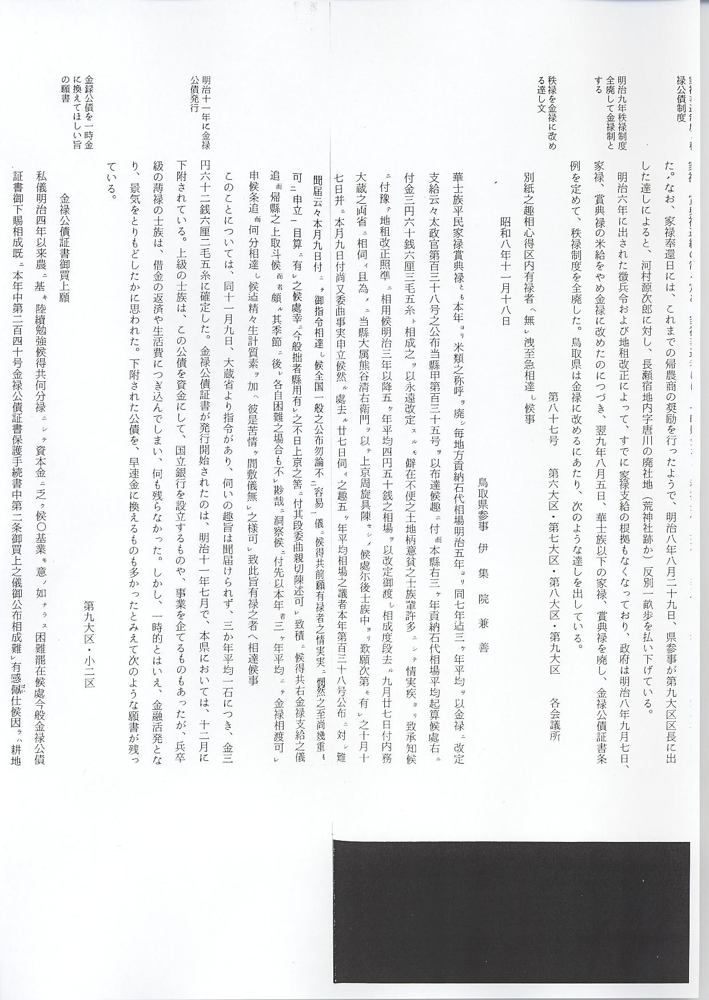 禄公債制度
た。なお、家禄奉還日には、これまでの帰農商の奨励を行ったようで、明治八年八月二十九日、県参事が第九大区区長に出
した達しによると、河村源次郎に対し、長瀬宿地内字唐川の廃社地（荒神社跡か）反別一畝歩を払い下げている。
明治九年秩禄制度
全廃して金禄制と
する
明治六年に出された徴兵令および地租改正によって、すでに家禄支給の根拠もなくなっており、政府は明治八年九月七日、
家禄、賞典禄の米給をやめ金禄に改めたのにつづき、翌九年八月五日、華士族以下の家禄、賞典禄を廃し、金禄公債証書条
例を定めて、秩禄制度を全廃した。鳥取県は金禄に改めるにあたり、次のような達しを出している。
秩禄を金禄に改め
る達し文
第八十七号　第六大区・第七大区・第八大区・第九大区　各会議所
別紙之趣相心得区内有禄者ヘ無レ洩至急相達し候事
昭和八年十一月十八日
鳥取県参事　伊集院兼善
華士族平民家禄賞典禄とも本年ヨリ米類之称呼ヲ廃シ毎地方貢納石代相場明治五年ヨリ同七年迠三ヶ年平均ヲ以金禄ニ改定
支給云々太政官第百三十八号之公布当縣甲第百三十五号ヲ以布達候趣ニ付而本縣右三ヶ年貢納石代相場平均起算候處右ニ
付金三円六十銭六厘三毛五糸ト相成之ヲ以永遠改定スルモ僻在不便之土地柄意貧之士族輩許多ニシテ情実疾ヨリ致承知候
ニ付豫テ地租改正照準ニ相用候明治三年以降五ヶ年平均四円五十銭之相場ヲ以改定御渡し相成度段去ル九月廿七日付内務
大蔵之両省ニ相伺ィ且為メニ当縣大属熊谷清右衛門ヲ以テ上京周旋具陳セシメ候處尓後士族中ヨリ歎願次第モ有レ之十月十
七日并ニ本月九日付尚又委曲事実申立候然ル處去ル廿七日伺ィ之趣五ヶ年平均相場之議者本年第百三十八号公布ニ対シ難
聞届云々本月九日付ニテ御指令相達し候全国一般之公布勿論不ニ容易一儀ニ候得共前願有禄者之情実実ニ憫然之至尚幾重も
可ニ申立一目算ニ有レ之候處幸ニ今般拙者縣用有レ之不日上京之筈ニ付其段委曲親切陳述可レ致積ニ候得共右金禄支給之儀
追而帰縣之上取斗候而者頗ル其季節ニ後レ各自困難之場合も不レ尠哉ニ洞察候ニ付先以本年者三ヶ年平均ニテ金禄相渡可レ
申候条追而何分相達し候迠精々生計質素ヲ加ヘ彼是苦情ヶ間敷儀無レ之様可レ致此旨有禄之者へ相達候事
明治十一年に金禄
公債発行
このことについては、同十一月九日、大蔵省より指令があり、伺いの趣旨は聞届けられず、三か年平均一石につき、金三
円六十二銭六厘二毛五糸に確定した。金禄公債証書が発行開始されたのは、明治十一年七月で、本県においては、十二月に
下附されている。上級の士族は、この公債を資金にして、国立銀行を設立するものや、事業を企てるものもあったが、兵卒
級の薄禄の士族は、借金の返済や生活費につぎ込んでしまい、何も残らなかった。しかし、一時的とはいえ、金融活発とな
り、景気をとりもどしたかに思われた。下附された公債を、早速金に換えるものも多かったとみえて次のような願書が残っ
ている。
金録公債を一時金
に換えてほしい旨
の願書
第九大区・小二区
金禄公債証書御買上願
私儀明治四年以来農ニ基キ陸續勉強候得共何分禄ニシテ資本金ニ乏ク候〇基業モ意ノ如ナラス困難罷在候處今般金禄公債
証書御下賜相成既ニ本年中第二百四十号金禄公債証書保護手続書中第二条御買上之儀御公布相成難レ有感佩仕候因ラハ耕地
はい